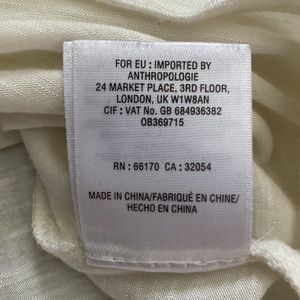 FOR EU : IMPORTED BY
ANTHROPOLOGIE
24 MARKET PLACE, 3RD FLOOR,
LONDON, UK W1W8AN
CIF : VAT No. GB 684936382
OB369715
RN : 66170 CA : 32054
MADE IN CHINA/FABRIQUÉ EN CHINE/
HECHO EN CHINA